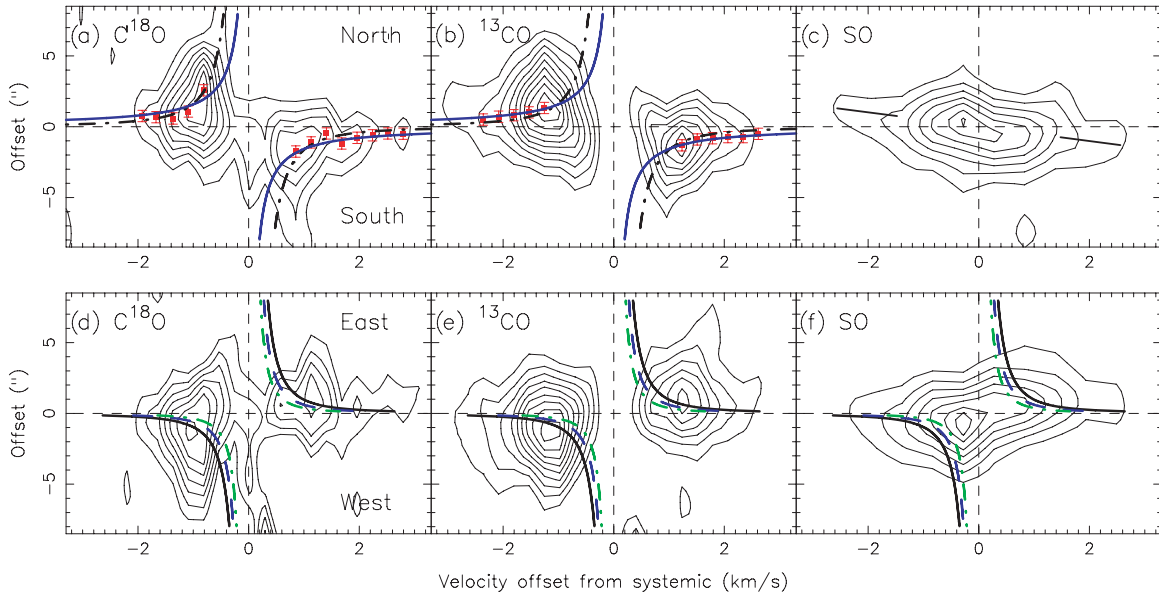 (a) C¹⁸O North
(b) ¹³CO
(c) SO
5
0
−5
Offset (")
South
−2 0 2
−2 0 2
−2 0 2
(d) C¹⁸O East
(e) ¹³CO
(f) SO
5
0
−5
Offset (")
West
−2 0 2
−2 0 2
−2 0 2
Velocity offset from systemic (km/s)